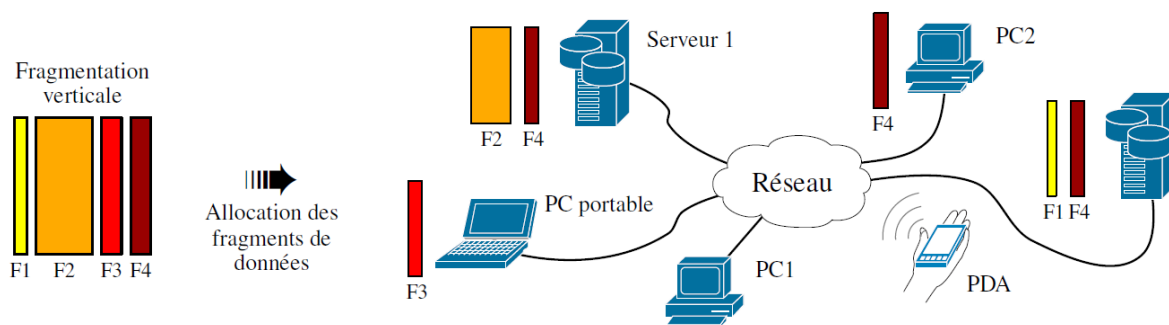 Fragmentation
verticale
F1 F2 F3 F4
Allocation des
fragments de
données
F2 F4
Serveur 1
PC2
F4
F1 F4
Réseau
PC portable
F3
PC1
PDA